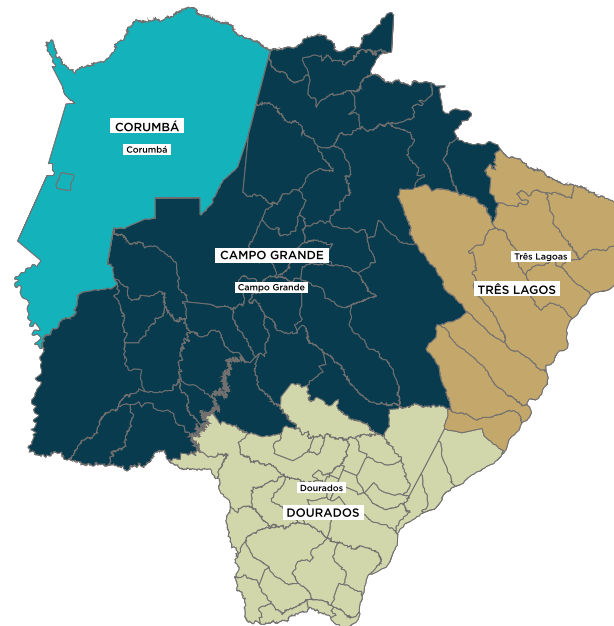 CORUMBÁ
Corumbá
CAMPO GRANDE
Campo Grande
Três Lagoas
TRÊS LAGOS
Dourados
DOURADOS